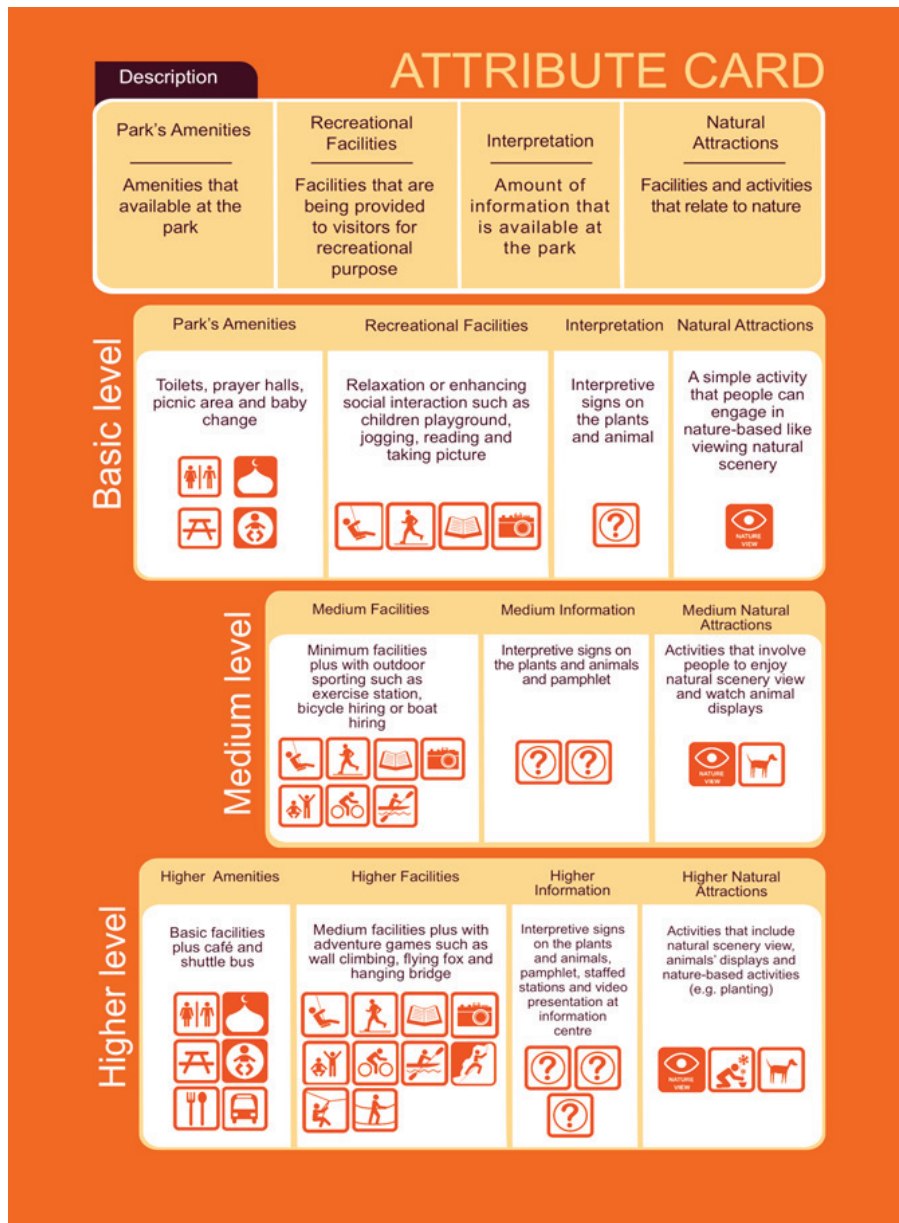 ATTRIBUTE CARD
Description
Park's Amenities
Amenities that
available at the
park
Recreational
Facilities
Facilities that are
being provided
to visitors for
recreational
purpose
Interpretation
Amount of
information that
is available at
the park
Natural
Attractions
Facilities and activities
that relate to nature
Basic level
Park's Amenities
Toilets, prayer halls,
picnic area and baby
change
Recreational Facilities
Relaxation or enhancing
social interaction such as
children playground,
jogging, reading and
taking picture
Interpretation
Interpretive
signs on
the plants
and animal
?
Natural Attractions
A simple activity
that people can
engage in
nature-based like
viewing natural
scenery
NATURE
VIEW
Medium level
Medium Facilities
Minimum facilities
plus with outdoor
sporting such as
exercise station,
bicycle hiring or boat
hiring
Medium Information
Interpretive signs on
the plants and animals
and pamphlet
? ?
Medium Natural
Attractions
Activities that involve
people to enjoy
natural scenery view
and watch animal
displays
NATURE
VIEW
Higher level
Higher Amenities
Basic facilities
plus café and
shuttle bus
Higher Facilities
Medium facilities plus with
adventure games such as
wall climbing, flying fox and
hanging bridge
Higher
Information
Interpretive signs
on the plants
and animals,
pamphlet, staffed
stations and video
presentation at
information
centre
? ?
?
Higher Natural
Attractions
Activities that include
natural scenery view,
animals' displays and
nature-based activities
(e.g. planting)
NATURE
VIEW